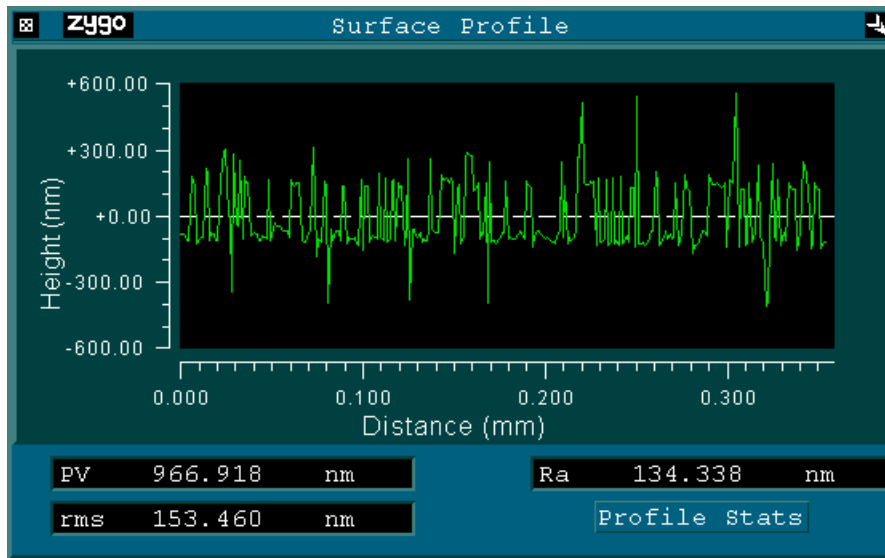 zygo Surface Profile
+600.00
+300.00
+0.00
-300.00
-600.00
Height (nm)
0.000 0.100 0.200 0.300
Distance (mm)
PV 966.918 nm Ra 134.338 nm
rms 153.460 nm Profile Stats